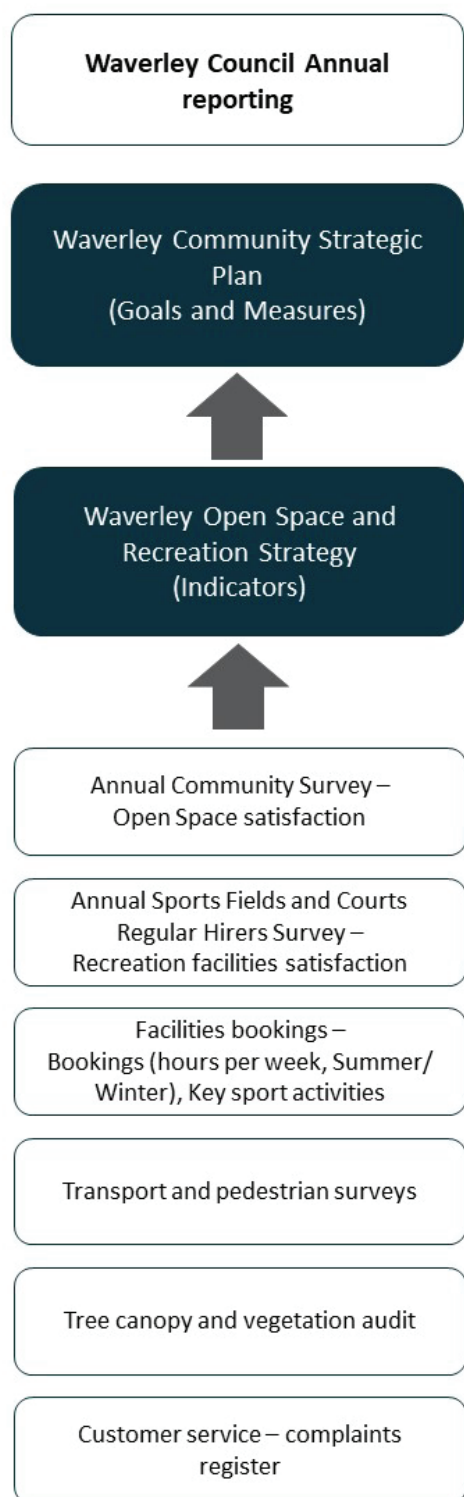 Waverley Council Annual
reporting
Waverley Community Strategic
Plan
(Goals and Measures)
Waverley Open Space and
Recreation Strategy
(Indicators)
Annual Community Survey –
Open Space satisfaction
Annual Sports Fields and Courts
Regular Hirers Survey –
Recreation facilities satisfaction
Facilities bookings –
Bookings (hours per week, Summer/
Winter), Key sport activities
Transport and pedestrian surveys
Tree canopy and vegetation audit
Customer service – complaints
register